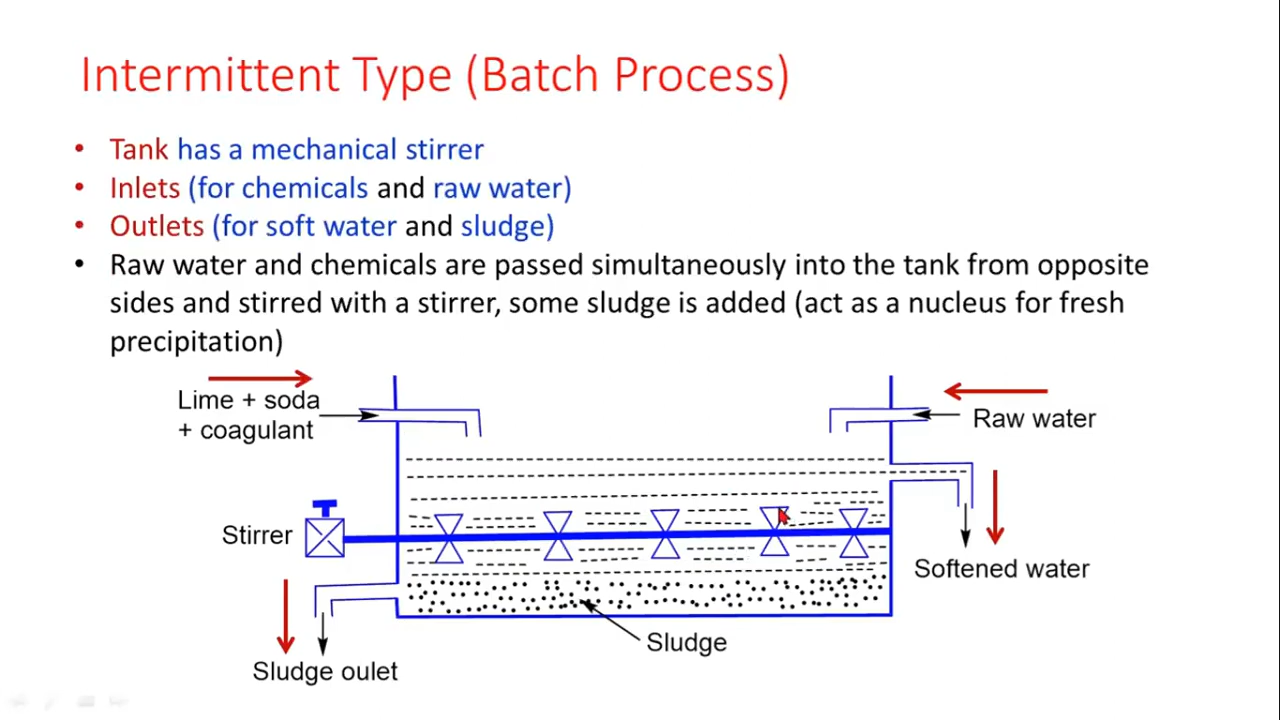 Intermittent Type (Batch Process)
• Tank has a mechanical stirrer
• Inlets (for chemicals and raw water)
• Outlets (for soft water and sludge)
• Raw water and chemicals are passed simultaneously into the tank from opposite
sides and stirred with a stirrer, some sludge is added (act as a nucleus for fresh
precipitation)
Lime + soda
+ coagulant
Raw water
Stirrer
Softened water
Sludge
Sludge oulet